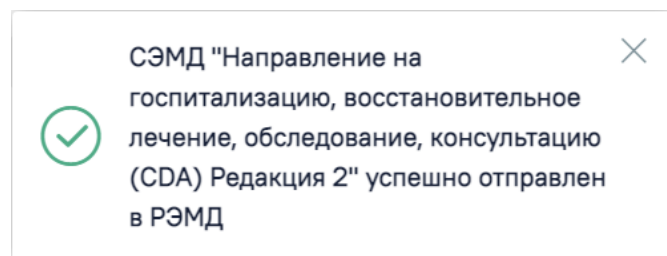 СЭМД "Направление на
госпитализацию, восстановительное
лечение, обследование, консультацию
(CDA) Редакция 2" успешно отправлен
в РЭМД